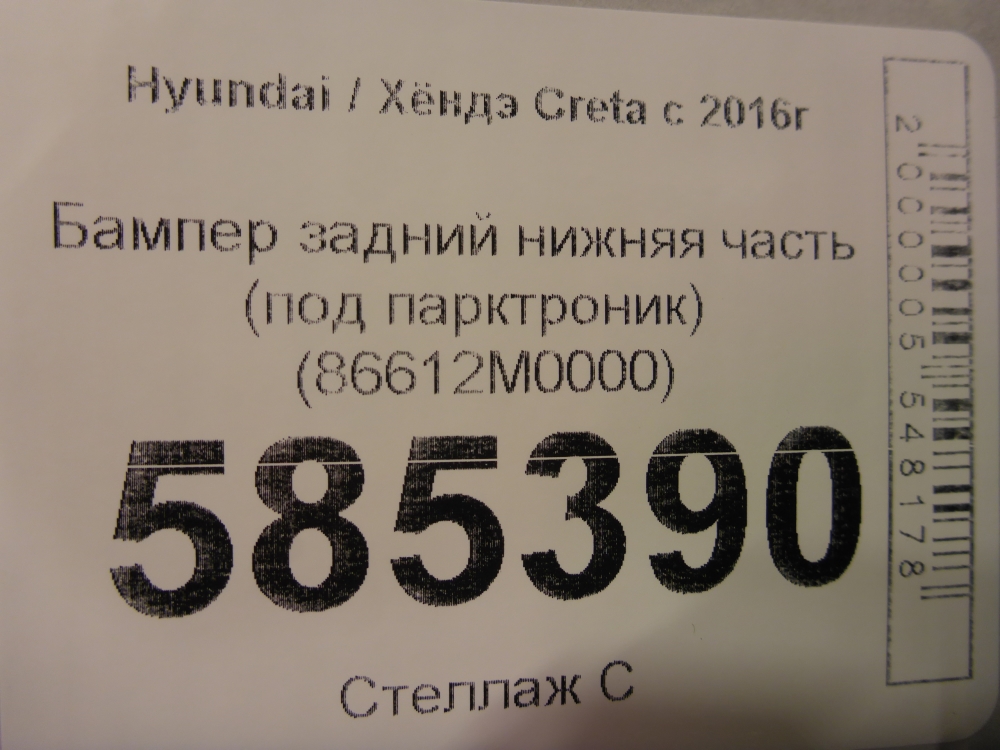 Hyundai / Хёндэ Creta с 2016г
Бампер задний нижняя часть
(под парктроник)
(86612M0000)
585390
Стеллаж С
2000005548178